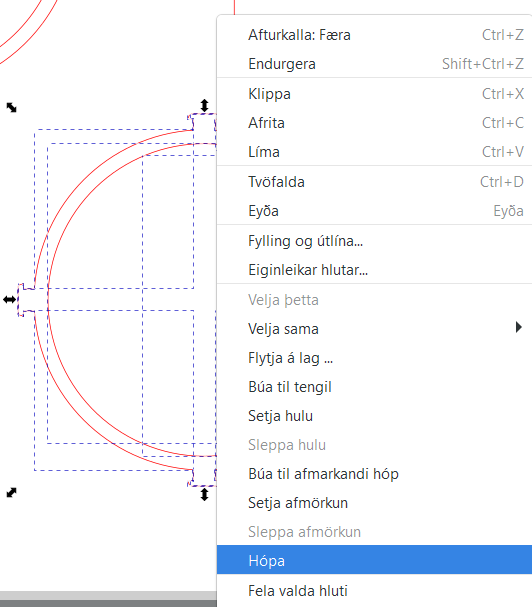 Afturkalla: Færa Ctrl+Z
Endurgera Shift+Ctrl+Z
Klippa Ctrl+X
Afrita Ctrl+C
Líma Ctrl+V
Tvöfalda Ctrl+D
Eyða Eyða
Fylling og útlína...
Eiginleikar hlutar...
Velja þetta
Velja sama
Flytja á lag ...
Búa til tengil
Setja hulu
Sleppa hulu
Búa til afmarkandi hóp
Setja afmörkun
Sleppa afmörkun
Hópa
Fela valda hluti